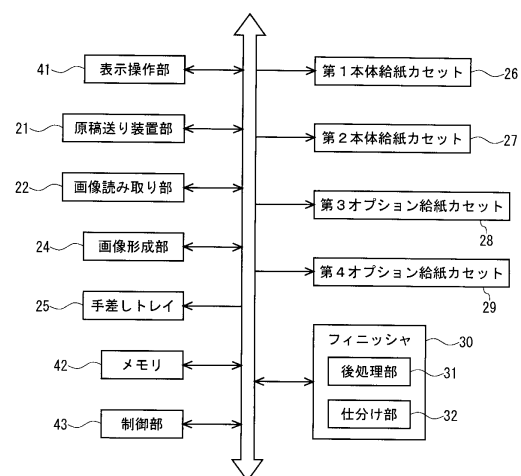 41 表示操作部
21 原稿送り装置部
22 画像読み取り部
24 画像形成部
25 手差しトレイ
42 メモリ
43 制御部
第1本体給紙カセット 26
第2本体給紙カセット 27
第3オプション給紙カセット
28
第4オプション給紙カセット
29
フィニッシャ 30
後処理部 31
仕分け部 32